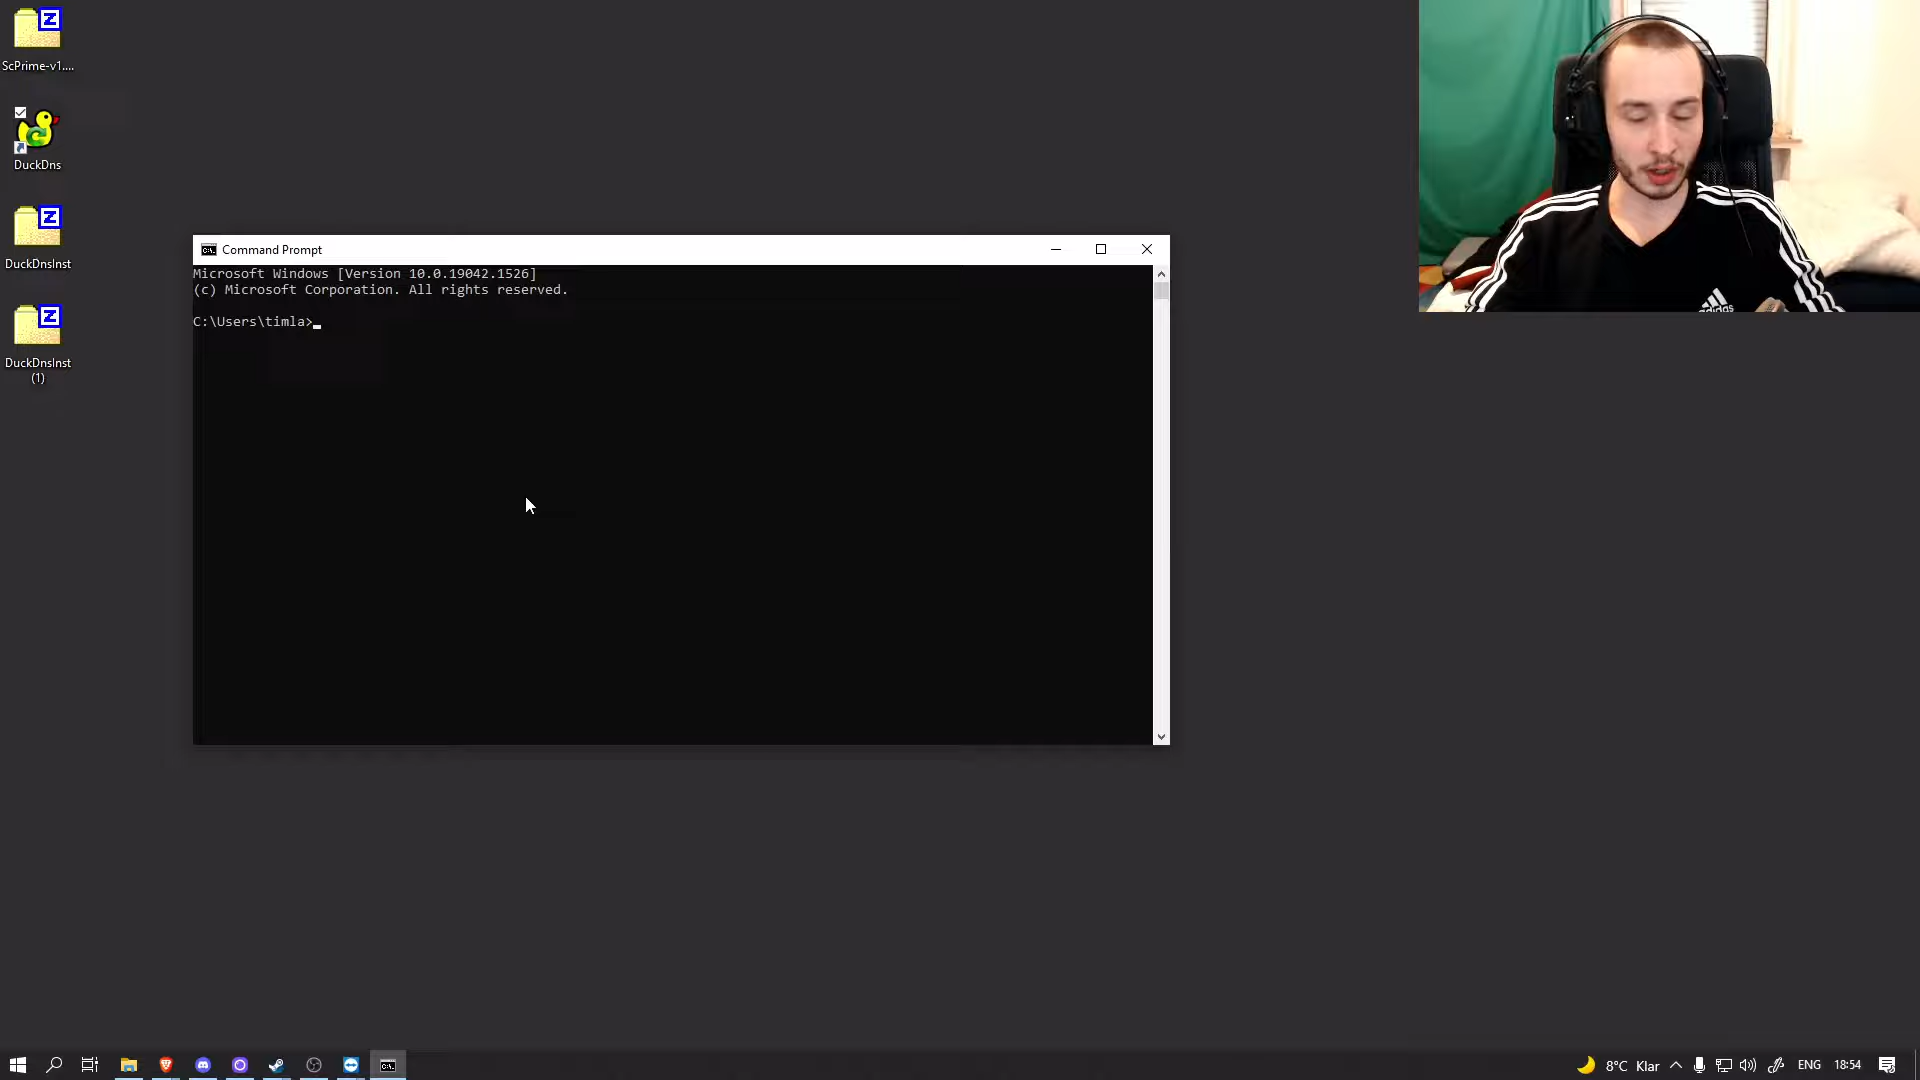 ScPrime-v1....
DuckDns
DuckDnsInst
DuckDnsInst
(1)
Command Prompt
Microsoft Windows [Version 10.0.19042.1526]
(c) Microsoft Corporation. All rights reserved.
C:\Users\timla>
adidas
8°C Klar
ENG
18:54